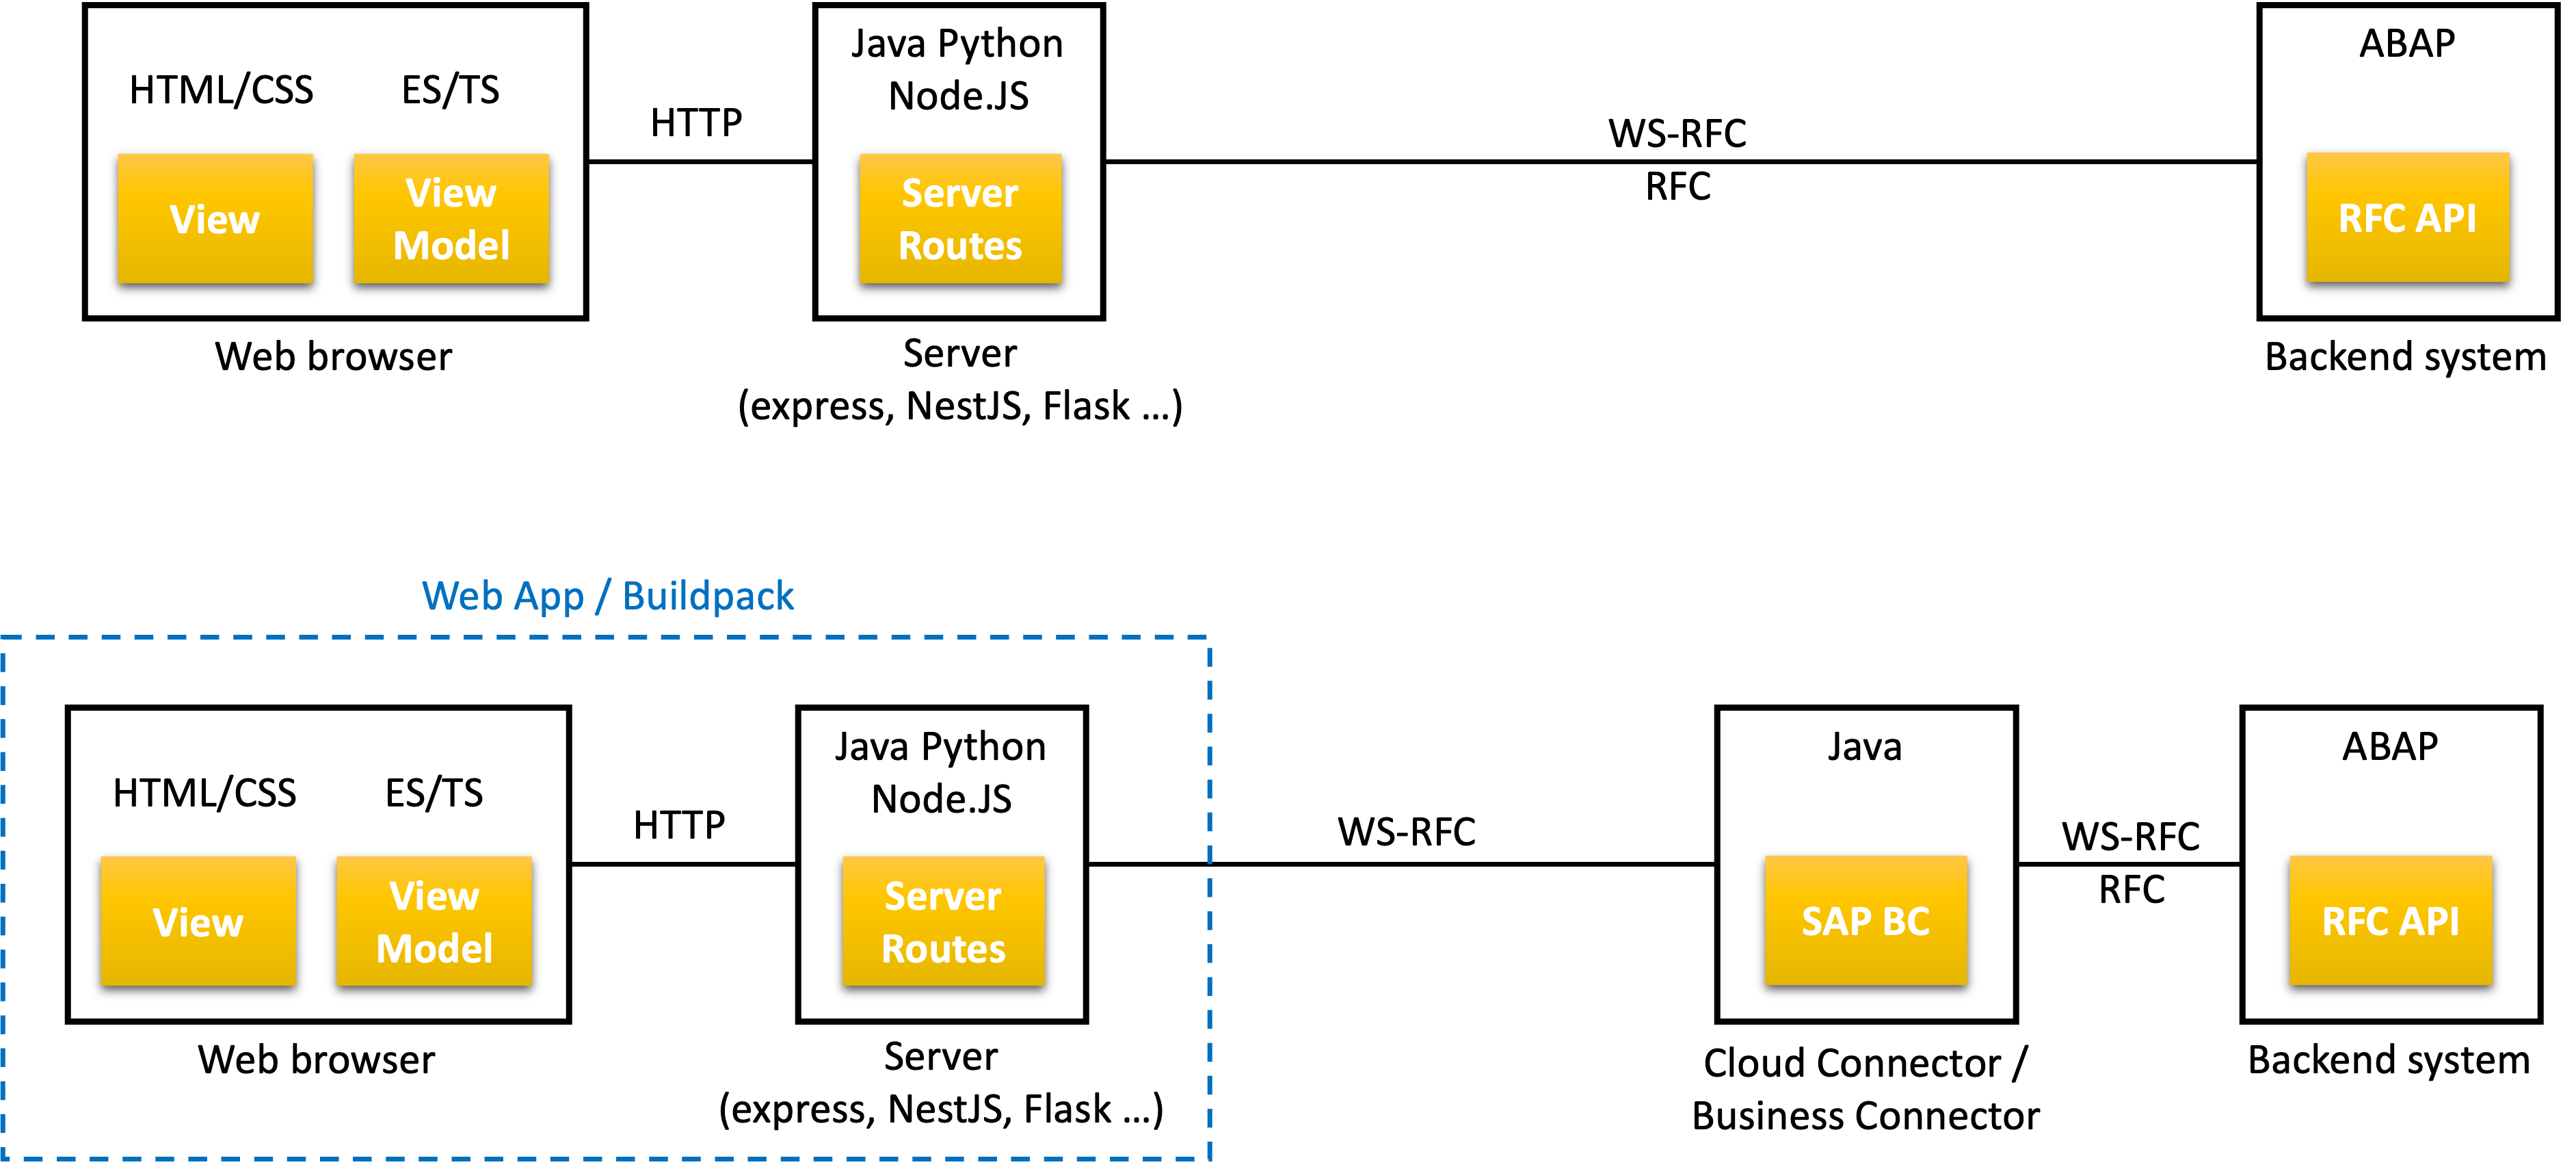 HTML/CSS
ES/TS
View
View
Model
Web browser
HTTP
Java Python
Node.JS
Server
Routes
Server
(express, NestJS, Flask ...)
WS-RFC
RFC
ABAP
RFC API
Backend system
Web App / Buildpack
HTML/CSS
ES/TS
View
View
Model
Web browser
HTTP
Java Python
Node.JS
Server
Routes
Server
(express, NestJS, Flask ...)
WS-RFC
Java
SAP BC
Cloud Connector /
Business Connector
WS-RFC
RFC
ABAP
RFC API
Backend system